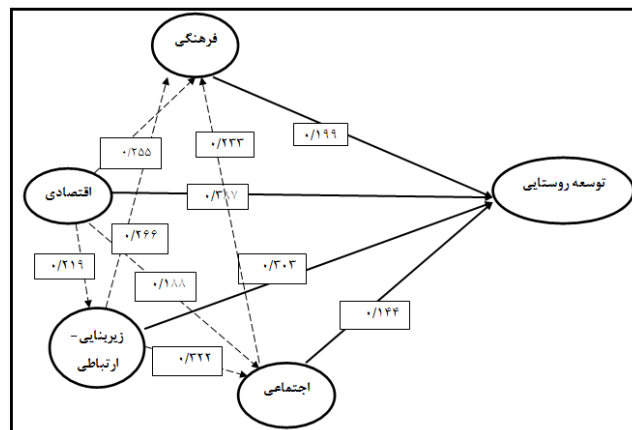 فرهنگی
۰/۲۵۵
۰/۲۳۳
۰/۱۹۹
اقتصادی
۰/۳۸۷
توسعه روستایی
۰/۲۶۶
۰/۲۱۹
۰/۱۸۸
۰/۳۰۳
زیربنایی-
ارتباطی
۰/۳۲۲
اجتماعی
۰/۱۴۴